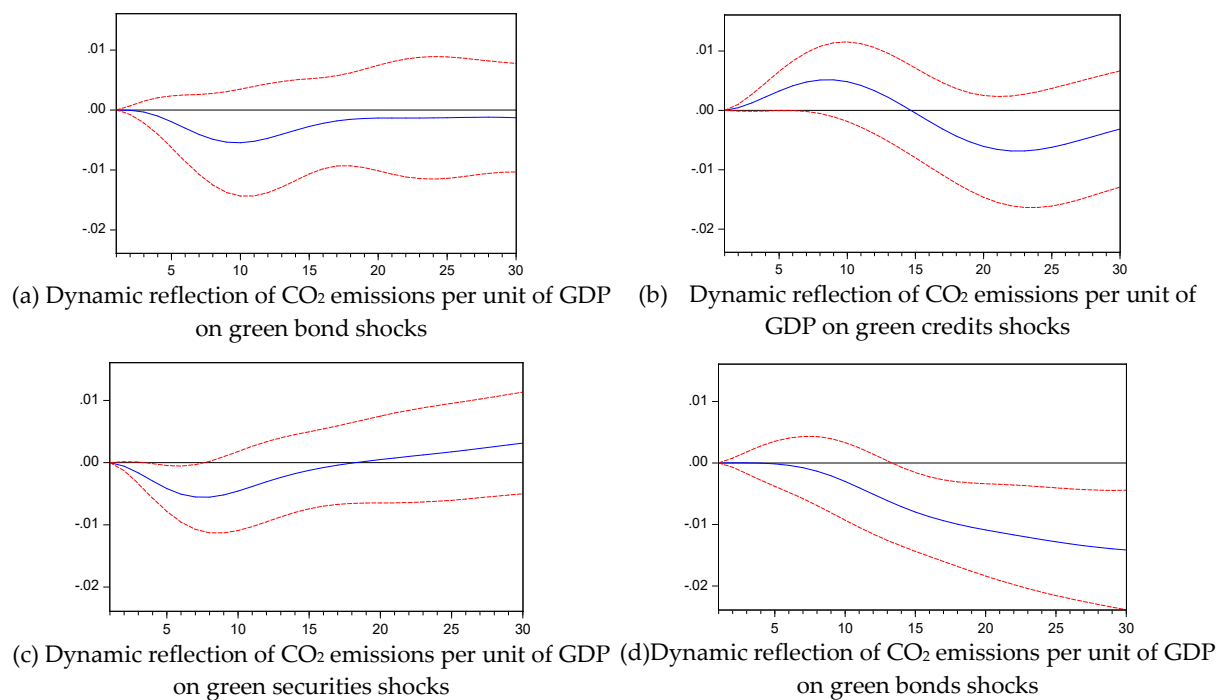 .01
.00
-.01
-.02
5 10 15 20 25 30
(a) Dynamic reflection of CO₂ emissions per unit of GDP
on green bond shocks
.01
.00
-.01
-.02
5 10 15 20 25 30
(b) Dynamic reflection of CO₂ emissions per unit of
GDP on green credits shocks
.01
.00
-.01
-.02
5 10 15 20 25 30
(c) Dynamic reflection of CO₂ emissions per unit of GDP
on green securities shocks
.01
.00
-.01
-.02
5 10 15 20 25 30
(d)Dynamic reflection of CO₂ emissions per unit of GDP
on green bonds shocks